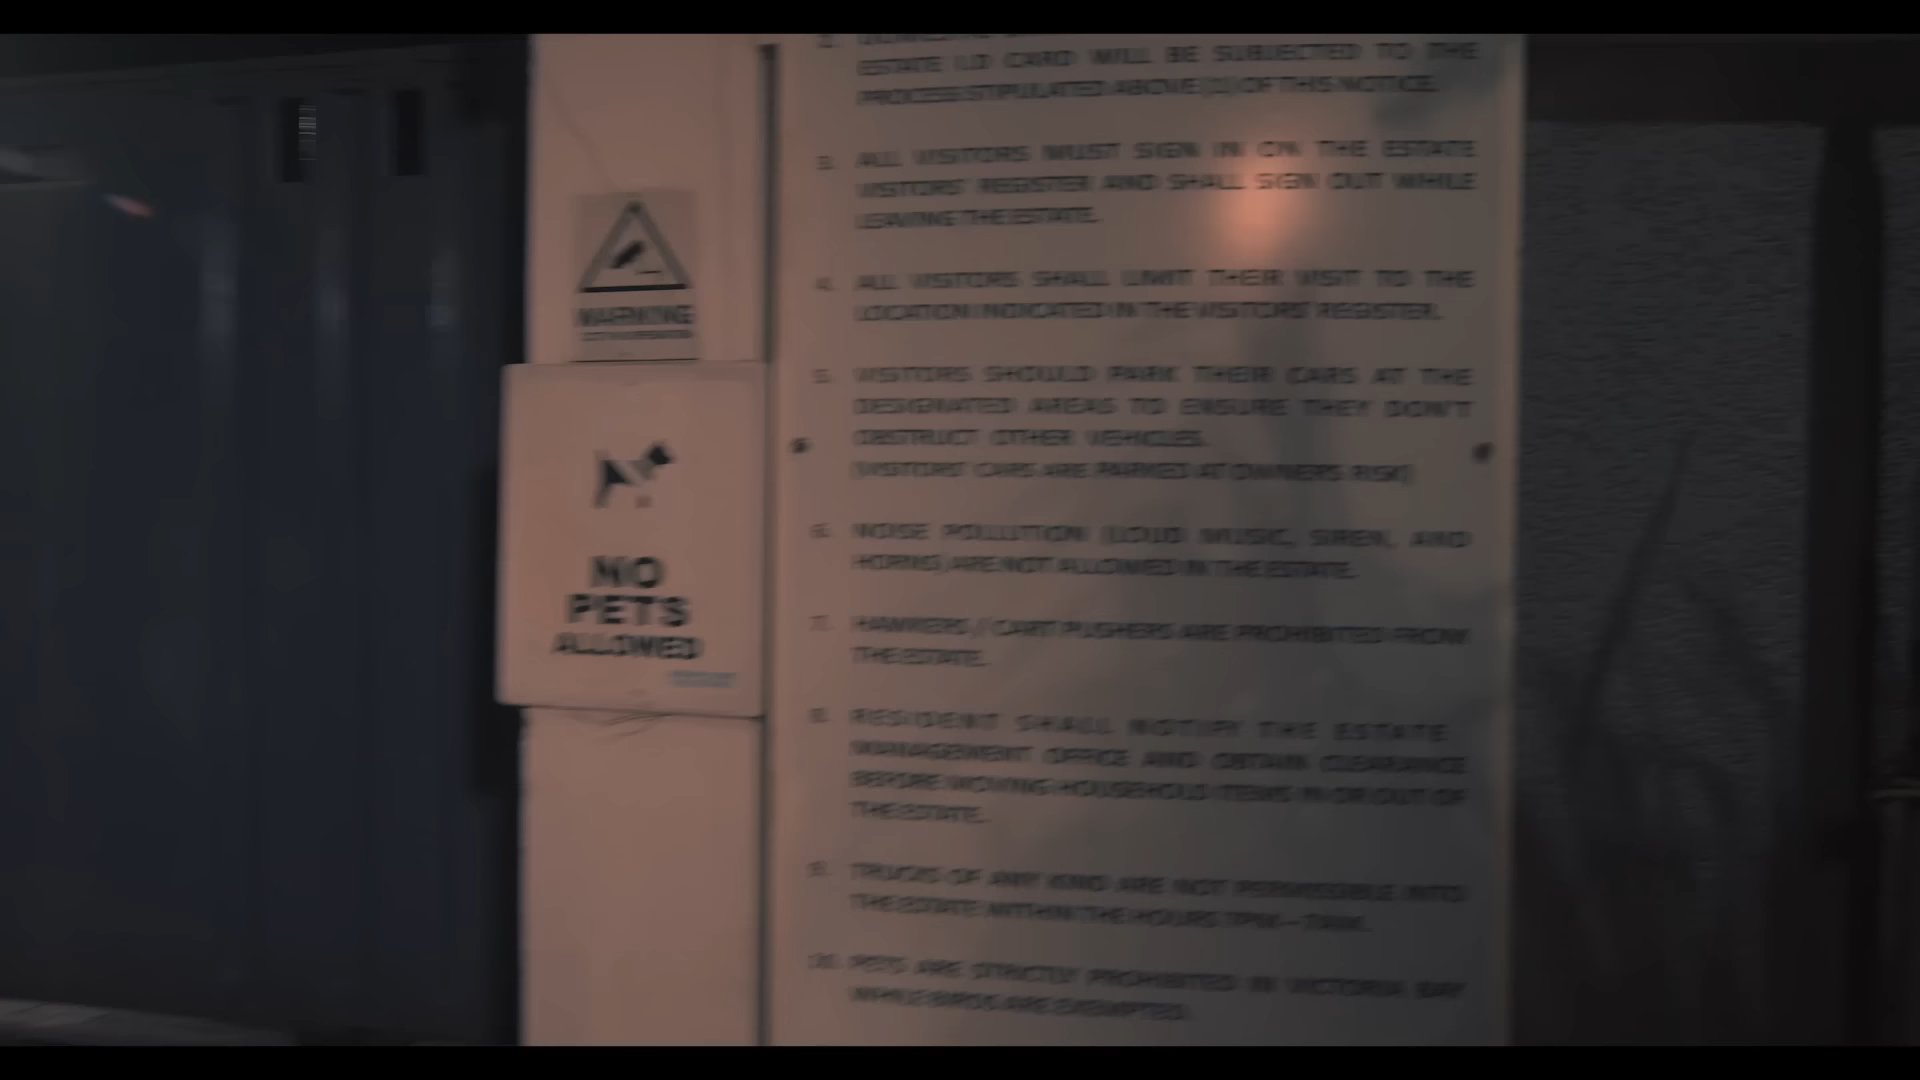 WARNING
NO
PETS
ALLOWED
ESTATE I.D CARD WILL BE SUBJECTED TO THE
PROCESS STIPULATED ABOVE (1) OF THIS NOTICE.
3. ALL VISITORS MUST SIGN IN ON THE ESTATE
VISITORS' REGISTER AND SHALL SIGN OUT WHILE
LEAVING THE ESTATE.
4. ALL VISITORS SHALL LIMIT THEIR VISIT TO THE
LOCATION INDICATED IN THE VISITORS' REGISTER.
5. VISITORS SHOULD PARK THEIR CARS AT THE
DESIGNATED AREAS TO ENSURE THEY DON'T
OBSTRUCT OTHER VEHICLES.
(VISITORS' CARS ARE PARKED AT OWNERS RISK)
6. NOISE POLLUTION (LOUD MUSIC, SIREN, AND
HORNS) ARE NOT ALLOWED IN THE ESTATE.
7. HAWKERS / CART PUSHERS ARE PROHIBITED FROM
THE ESTATE.
8. RESIDENT SHALL NOTIFY THE ESTATE
MANAGEMENT OFFICE AND OBTAIN CLEARANCE
BEFORE MOVING HOUSEHOLD ITEMS IN OR OUT OF
THE ESTATE.
9. TRUCKS OF ANY KIND ARE NOT PERMISSIBLE INTO
THE ESTATE WITHIN THE HOURS 7PM - 7AM.
10. PETS ARE STRICTLY PROHIBITED IN VICTORIA BAY
WHILE BIRDS ARE EXEMPTED.